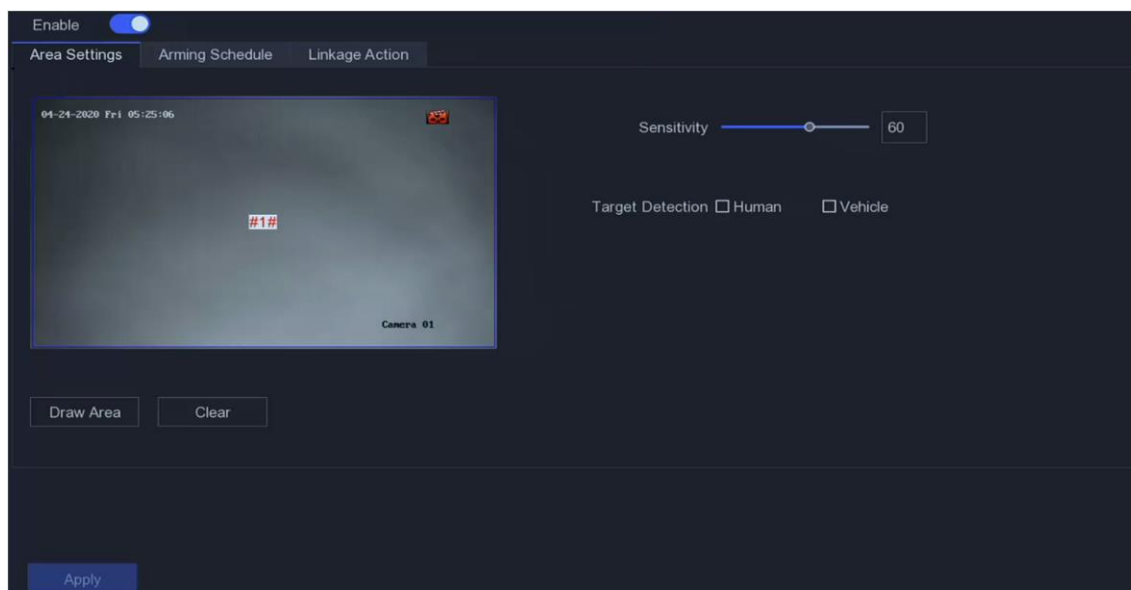 Enable
Area Settings Arming Schedule Linkage Action
04-24-2020 Fri 05:25:06
Sensitivity 60
Target Detection Human Vehicle
#1#
Camera 01
Draw Area Clear
Apply